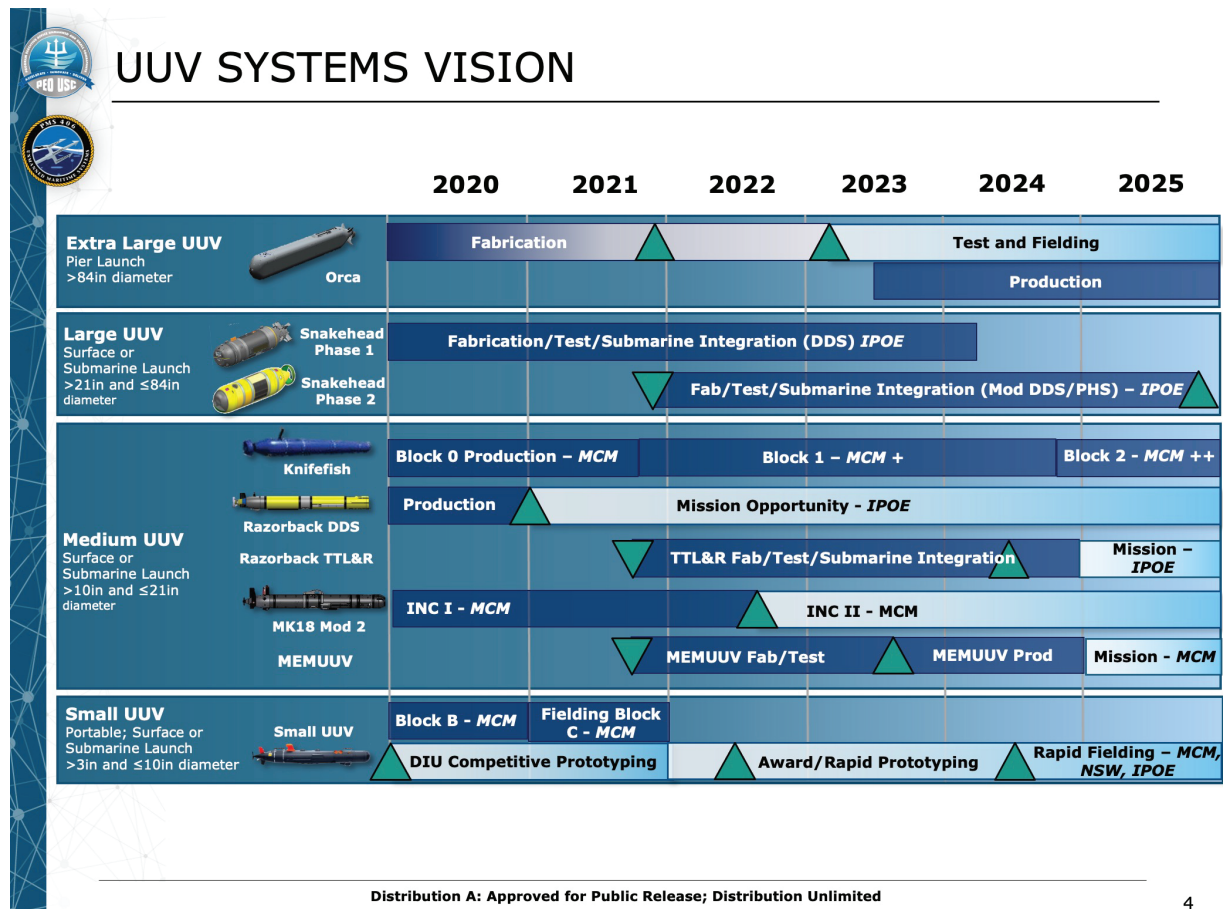 UUV SYSTEMS VISION
PEO USC
PMS 406
UNMANNED MARITIME SYSTEMS
2020 2021 2022 2023 2024 2025
Extra Large UUV
Pier Launch
>84in diameter
Orca
Fabrication
Test and Fielding
Production
Large UUV
Surface or
Submarine Launch
>21in and ≤84in
diameter
Snakehead
Phase 1
Snakehead
Phase 2
Fabrication/Test/Submarine Integration (DDS) IPOE
Fab/Test/Submarine Integration (Mod DDS/PHS) – IPOE
Medium UUV
Surface or
Submarine Launch
>10in and ≤21in
diameter
Knifefish
Block 0 Production – MCM
Block 1 – MCM +
Block 2 - MCM ++
Razorback DDS
Production
Mission Opportunity - IPOE
Razorback TTL&R
TTL&R Fab/Test/Submarine Integration
Mission –
IPOE
MK18 Mod 2
INC I - MCM
INC II - MCM
MEMUUV
MEMUUV Fab/Test
MEMUUV Prod
Mission - MCM
Small UUV
Portable; Surface or
Submarine Launch
>3in and ≤10in diameter
Small UUV
Block B - MCM
Fielding Block
C - MCM
DIU Competitive Prototyping
Award/Rapid Prototyping
Rapid Fielding – MCM,
NSW, IPOE
Distribution A: Approved for Public Release; Distribution Unlimited
4